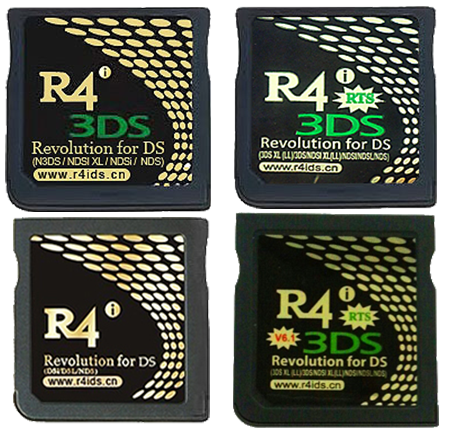 R4 i
3DS
Revolution for DS
(N3DS / NDSI XL / NDSi / NDS)
www.r4ids.cn
R4 i
RTS
3DS
Revolution for DS
(3DS XL (LL)/3DS/NDSI XL(LL)/NDSI/NDSL/NDS)
www.r4ids.cn
R4 i
Revolution for DS
(DSi/DSL/NDS)
www.r4ids.cn
R4 i
RTS
V6.1
3DS
Revolution for DS
(3DS XL (LL)/3DS/NDSI XL(LL)/NDSI/NDSL/NDS)
www.r4ids.cn